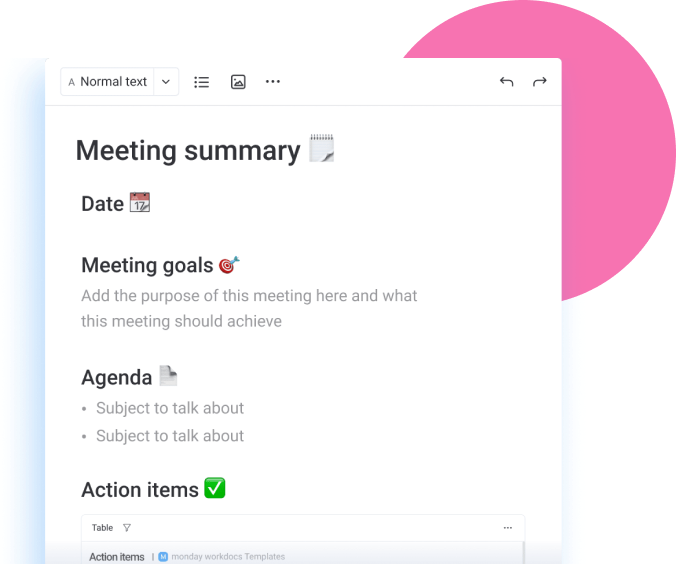 A Normal text
Meeting summary
Date
17
Meeting goals
Add the purpose of this meeting here and what
this meeting should achieve
Agenda
• Subject to talk about
• Subject to talk about
Action items
Table
Action items | M monday workdocs Templates